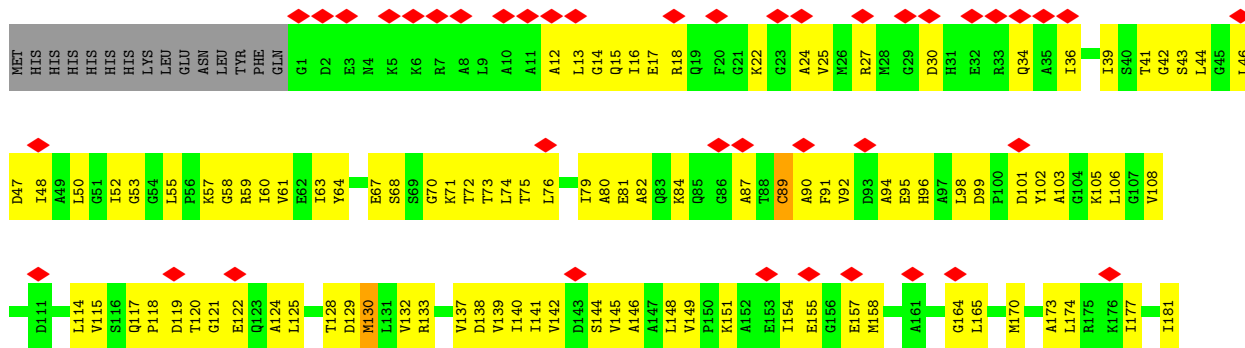 MET HIS HIS HIS HIS HIS HIS LYS LEU GLU ASN LEU TYR PHE GLN G1 D2 E3 N4 K5 K6 R7 A8 L9 A10 A11 A12 L13 G14 Q15 I16 E17 R18 Q19 F20 G21 K22 G23 A24 V25 M26 R27 M28 G29 D30 H31 E32 R33 Q34 A35 I36 I39 S40 T41 G42 S43 L44 G45 L46
D47 I48 A49 L50 G51 I52 G53 G54 L55 P56 K57 G58 R59 I60 V61 E62 I63 Y64 E67 S68 S69 G70 K71 T72 T73 L74 T75 L76 I79 A80 E81 A82 Q83 K84 Q85 G86 A87 T88 C89 A90 F91 V92 D93 A94 E95 H96 A97 L98 D99 P100 D101 Y102 A103 G104 K105 L106 G107 V108
D111 L114 V115 S116 Q117 P118 D119 T120 G121 E122 Q123 A124 L125 T128 D129 M130 L131 V132 R133 V137 D138 V139 I140 I141 V142 D143 S144 V145 A146 A147 L148 V149 P150 K151 A152 E153 I154 E155 G156 E157 M158 A161 G164 L165 M170 A173 L174 R175 K176 I177 I181